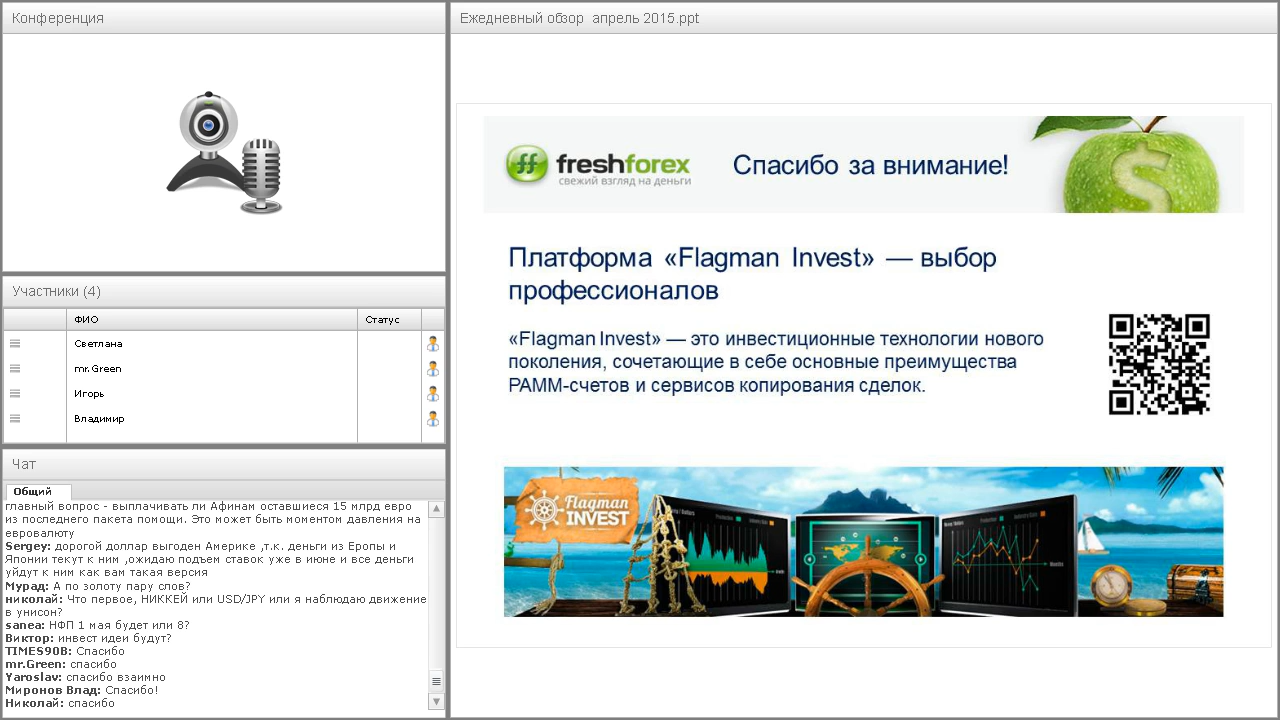 Конференция
Участники (4)
ФИО
Статус
Светлана
mr.Green
Игорь
Владимир
Чат
Общий
главный вопрос - выплачивать ли Афинам оставшиеся 15 млрд евро
из последнего пакета помощи. Это может быть моментом давления на
евровалюту
Sergey: дорогой доллар выгоден Америке ,т.к. деньги из Еропы и
Японии текут к ним ,ожидаю подъем ставок уже в июне и все деньги
уйдут к ним как вам такая версия
Мурад: А по золоту пару слов?
николай: Что первое, НИККЕЙ или USD/JPY или я наблюдаю движение
в унисон?
sanea: НФП 1 мая будет или 8?
Виктор: инвест идеи будут?
TIMES90B: Спасибо
mr.Green: спасибо
Yaroslav: спасибо взаимно
Миронов Влад: Спасибо!
Николай: спасибо
Ежедневный обзор апрель 2015.ppt
ff freshforex
свежий взгляд на деньги
Спасибо за внимание!
Платформа «Flagman Invest» — выбор
профессионалов
«Flagman Invest» — это инвестиционные технологии нового
поколения, сочетающие в себе основные преимущества
РАММ-счетов и сервисов копирования сделок.
Flagman
INVEST